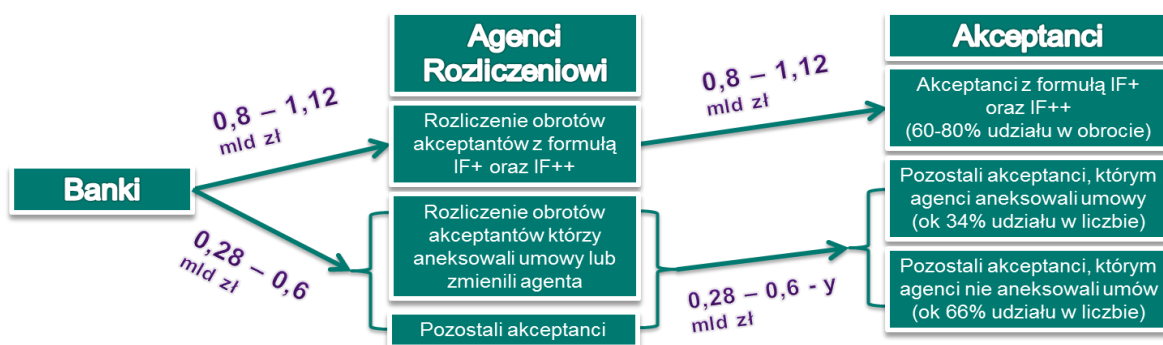 Banki
0,8 – 1,12
mld zł
0,28 – 0,6
mld zł
Agenci
Rozliczeniowi
Rozliczenie obrotów
akceptantów z formułą
IF+ oraz IF++
Rozliczenie obrotów
akceptantów którzy
aneksowali umowy lub
zmienili agenta
Pozostali akceptanci
0,8 – 1,12
mld zł
0,28 – 0,6 - y
mld zł
Akceptanci
Akceptanci z formułą IF+
oraz IF++
(60-80% udziału w obrocie)
Pozostali akceptanci, którym
agenci aneksowali umowy
(ok 34% udziału w liczbie)
Pozostali akceptanci, którym
agenci nie aneksowali umów
(ok 66% udziału w liczbie)